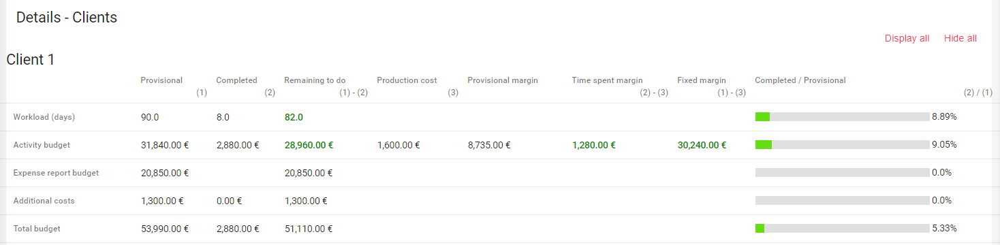 Details - Clients
Display all Hide all
Client 1
Provisional Completed Remaining to do Production cost Provisional margin Time spent margin Fixed margin Completed / Provisional
(1) (2) (1) - (2) (3) (2) - (3) (1) - (3) (2) / (1)
Workload (days) 90.0 8.0 82.0 8.89%
Activity budget 31,840.00 € 2,880.00 € 28,960.00 € 1,600.00 € 8,735.00 € 1,280.00 € 30,240.00 € 9.05%
Expense report budget 20,850.00 € 20,850.00 € 0.0%
Additional costs 1,300.00 € 0.00 € 1,300.00 € 0.0%
Total budget 53,990.00 € 2,880.00 € 51,110.00 € 5.33%